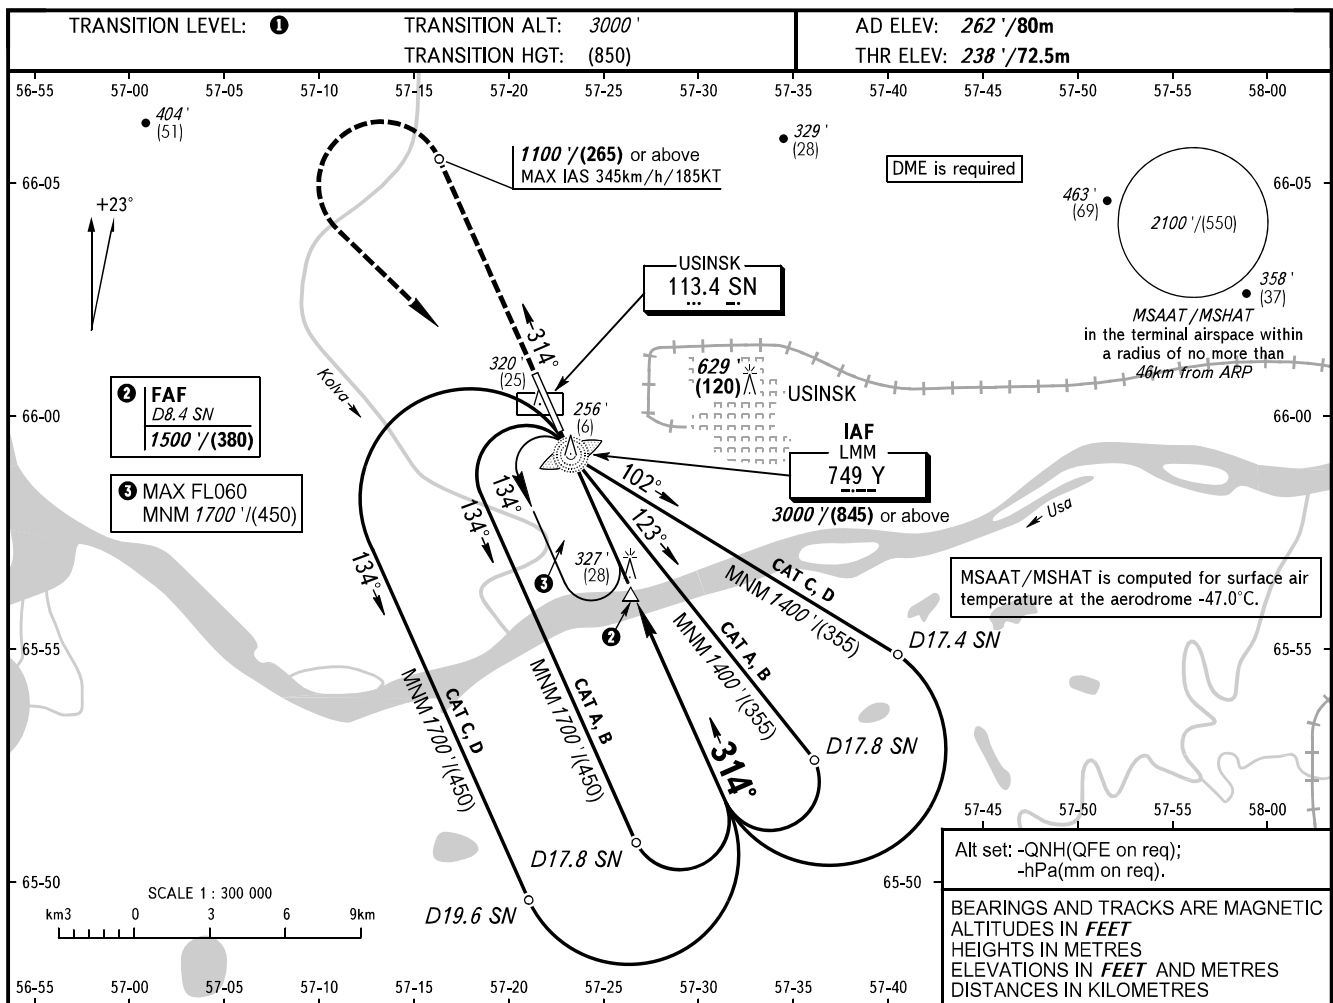 TRANSITION LEVEL: ❶
TRANSITION ALT: 3000 '
TRANSITION HGT: (850)
AD ELEV: 262 '/80m
THR ELEV: 238 '/72.5m
56-55 57-00 57-05 57-10 57-15 57-20 57-25 57-30 57-35 57-40 57-45 57-50 57-55 58-00
404 '
(51)
329 '
(28)
1100 '/(265) or above
MAX IAS 345km/h/185KT
DME is required
66-05
66-05
463 '
(69)
2100 '/(550)
358 '
(37)
+23°
USINSK
113.4 SN
MSAAT/MSHAT
in the terminal airspace within
a radius of no more than
46km from ARP
314°
320 '
(25)
Kolva
629 '
(120)
USINSK
❷ FAF
D8.4 SN
1500 '/(380)
256 '
(6)
66-00
66-00
IAF
LMM
749 Y
3000 '/(845) or above
❸ MAX FL060
MNM 1700 '/(450)
102°
134°
134°
134°
123°
Usa
327 '
(28)
❸
❷
CAT C, D
MNM 1400 '/(355)
MSAAT/MSHAT is computed for surface air
temperature at the aerodrome -47.0°C.
D17.4 SN
65-55
65-55
CAT A, B
MNM 1400 '/(355)
CAT A, B
MNM 1700 '/(450)
CAT C, D
MNM 1700 '/(450)
314°
D17.8 SN
57-45 57-50 57-55 58-00
D17.8 SN
Alt set: -QNH(QFE on req);
-hPa(mm on req).
65-50
65-50
SCALE 1 : 300 000
km3 0 3 6 9km
D19.6 SN
BEARINGS AND TRACKS ARE MAGNETIC
ALTITUDES IN FEET
HEIGHTS IN METRES
ELEVATIONS IN FEET AND METRES
DISTANCES IN KILOMETRES
56-55 57-00 57-05 57-10 57-15 57-20 57-25 57-30 57-35 57-40